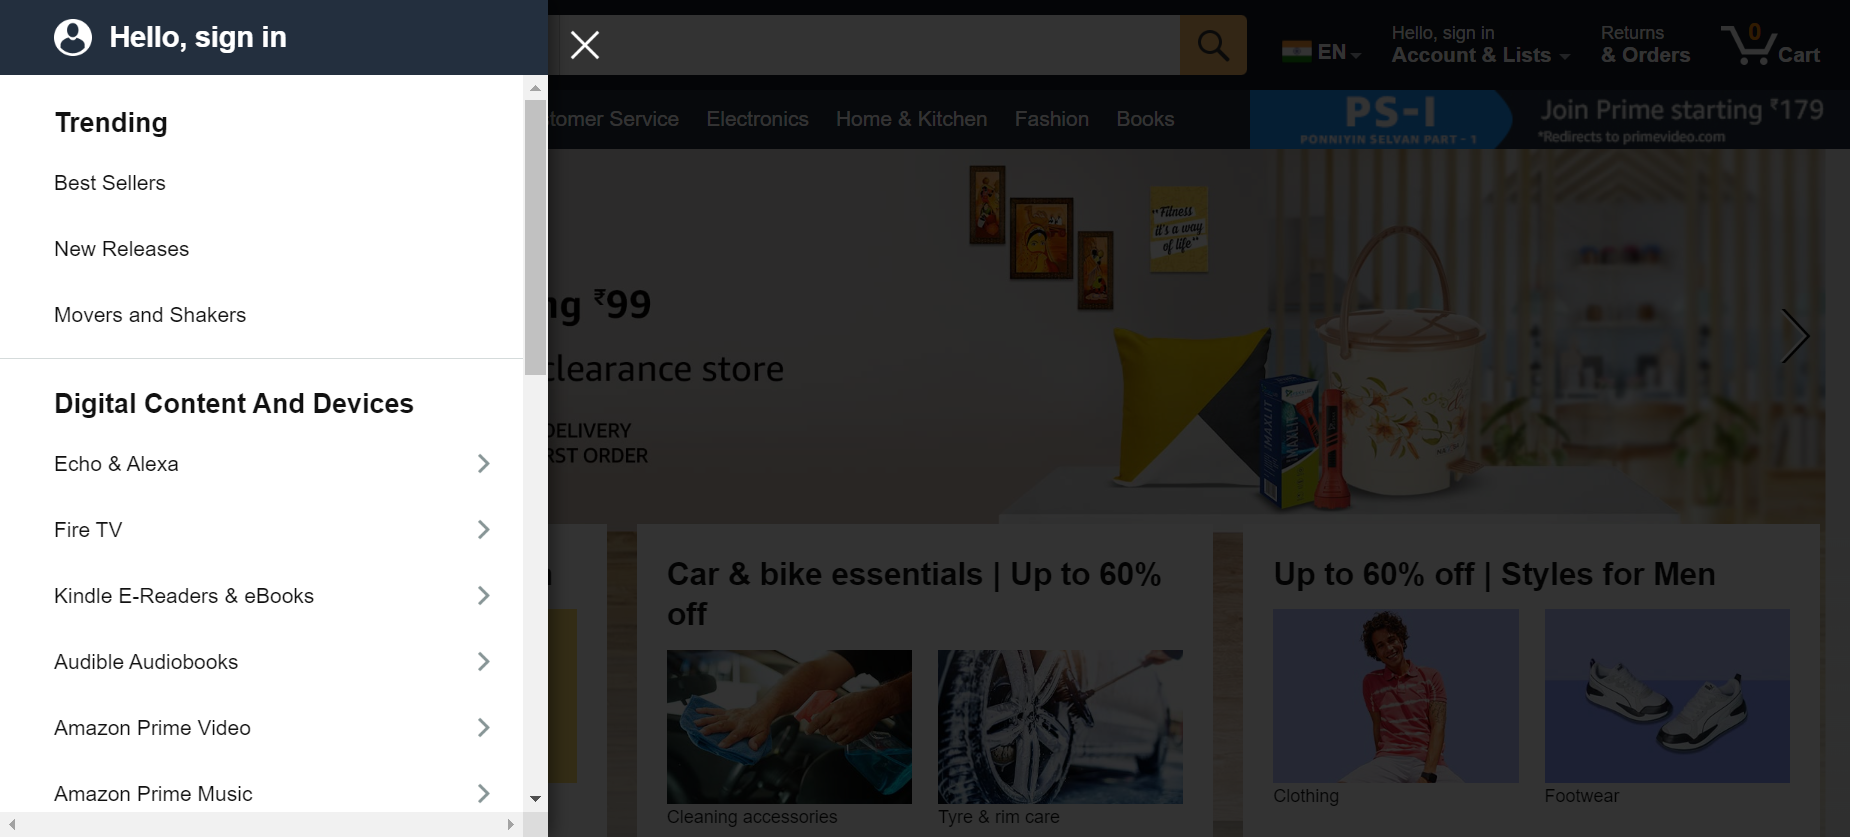 Hello, sign in
EN
Hello, sign in
Account & Lists
Returns
& Orders
0
Cart
Trending
Best Sellers
New Releases
Movers and Shakers
Digital Content And Devices
Echo & Alexa
Fire TV
Kindle E-Readers & eBooks
Audible Audiobooks
Amazon Prime Video
Amazon Prime Music
tomer Service
Electronics
Home & Kitchen
Fashion
Books
PS-I
PONNIYIN SELVAN PART - 1
Join Prime starting ₹179
*Redirects to primevideo.com
ng ₹99
clearance store
DELIVERY
RST ORDER
"Fitness
it's a way
of life"
MAXLIT
Car & bike essentials | Up to 60%
off
Cleaning accessories
Tyre & rim care
Up to 60% off | Styles for Men
Clothing
Footwear